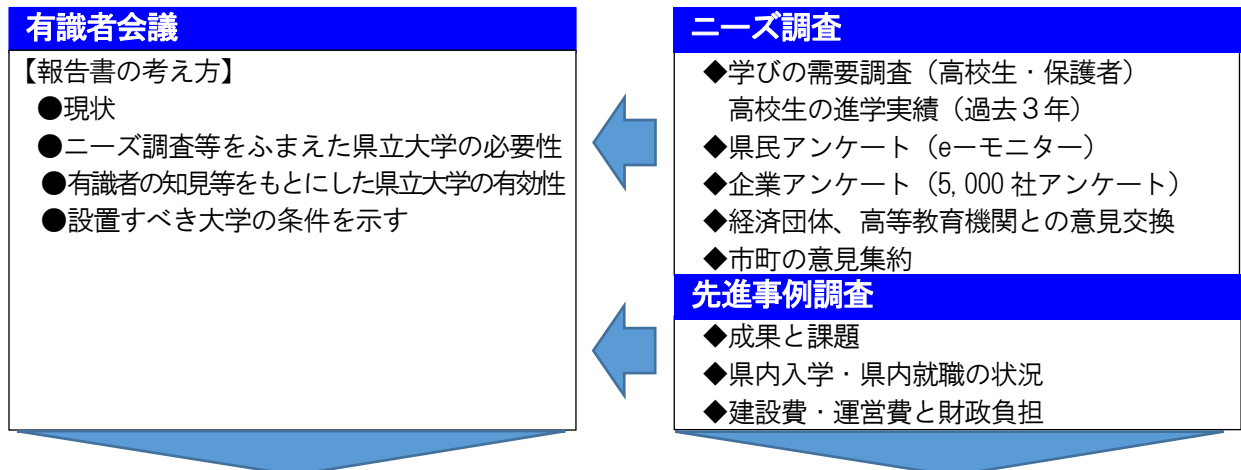 有識者会議
【報告書の考え方】
●現状
●ニーズ調査等をふまえた県立大学の必要性
●有識者の知見等をもとにした県立大学の有効性
●設置すべき大学の条件を示す
ニーズ調査
◆学びの需要調査（高校生・保護者）
高校生の進学実績（過去３年）
◆県民アンケート（eーモニター）
◆企業アンケート（5,000社アンケート）
◆経済団体、高等教育機関との意見交換
◆市町の意見集約
先進事例調査
◆成果と課題
◆県内入学・県内就職の状況
◆建設費・運営費と財政負担